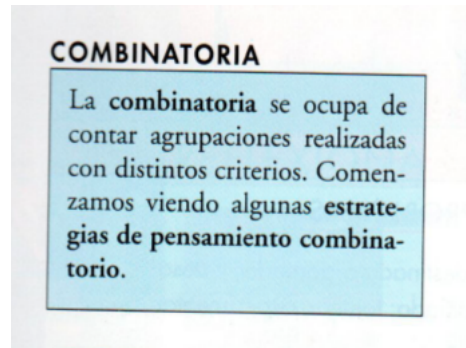 COMBINATORIA
La combinatoria se ocupa de
contar agrupaciones realizadas
con distintos criterios. Comen-
zamos viendo algunas estrate-
gias de pensamiento combina-
torio.